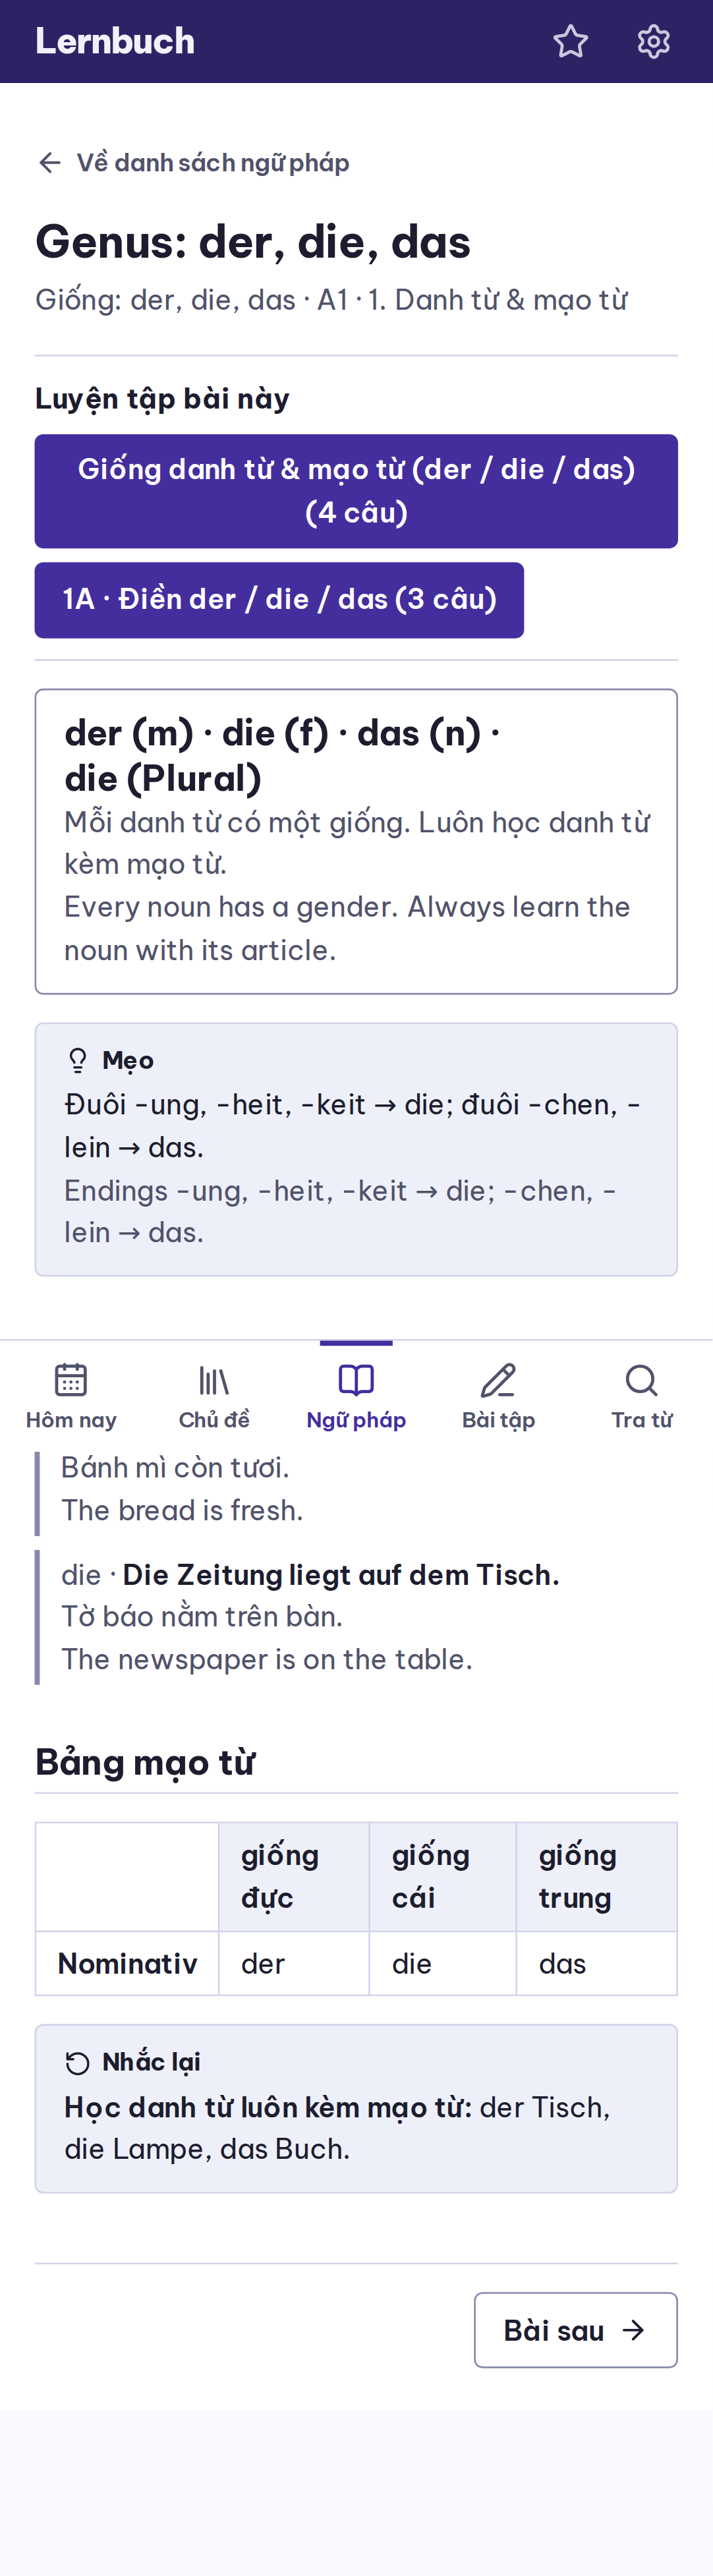 Lernbuch
Về danh sách ngữ pháp
Genus: der, die, das
Giống: der, die, das · A1 · 1. Danh từ & mạo từ
Luyện tập bài này
Giống danh từ & mạo từ (der / die / das)
(4 câu)
1A · Điền der / die / das (3 câu)
der (m) · die (f) · das (n) ·
die (Plural)
Mỗi danh từ có một giống. Luôn học danh từ
kèm mạo từ.
Every noun has a gender. Always learn the
noun with its article.
Mẹo
Đuôi -ung, -heit, -keit → die; đuôi -chen, -
lein → das.
Endings -ung, -heit, -keit → die; -chen, -
lein → das.
Hôm nay
Chủ đề
Ngữ pháp
Bài tập
Tra từ
Bánh mì còn tươi.
The bread is fresh.
die · Die Zeitung liegt auf dem Tisch.
Tờ báo nằm trên bàn.
The newspaper is on the table.
Bảng mạo từ
giống đực
giống cái
giống trung
Nominativ der die das
Nhắc lại
Học danh từ luôn kèm mạo từ: der Tisch,
die Lampe, das Buch.
Bài sau →